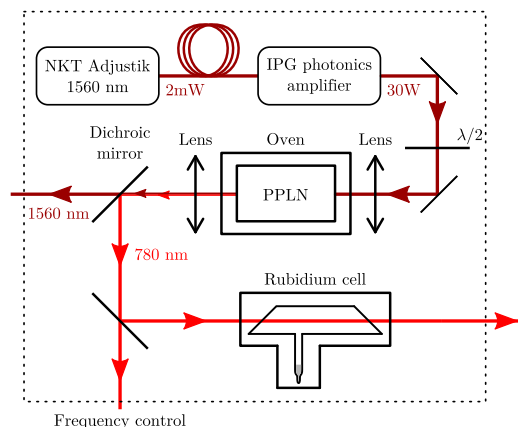 NKT Adjustik
1560 nm
2mW
IPG photonics
amplifier
30W
λ/2
Dichroic
mirror
Lens
Oven
Lens
PPLN
1560 nm
780 nm
Rubidium cell
Frequency control